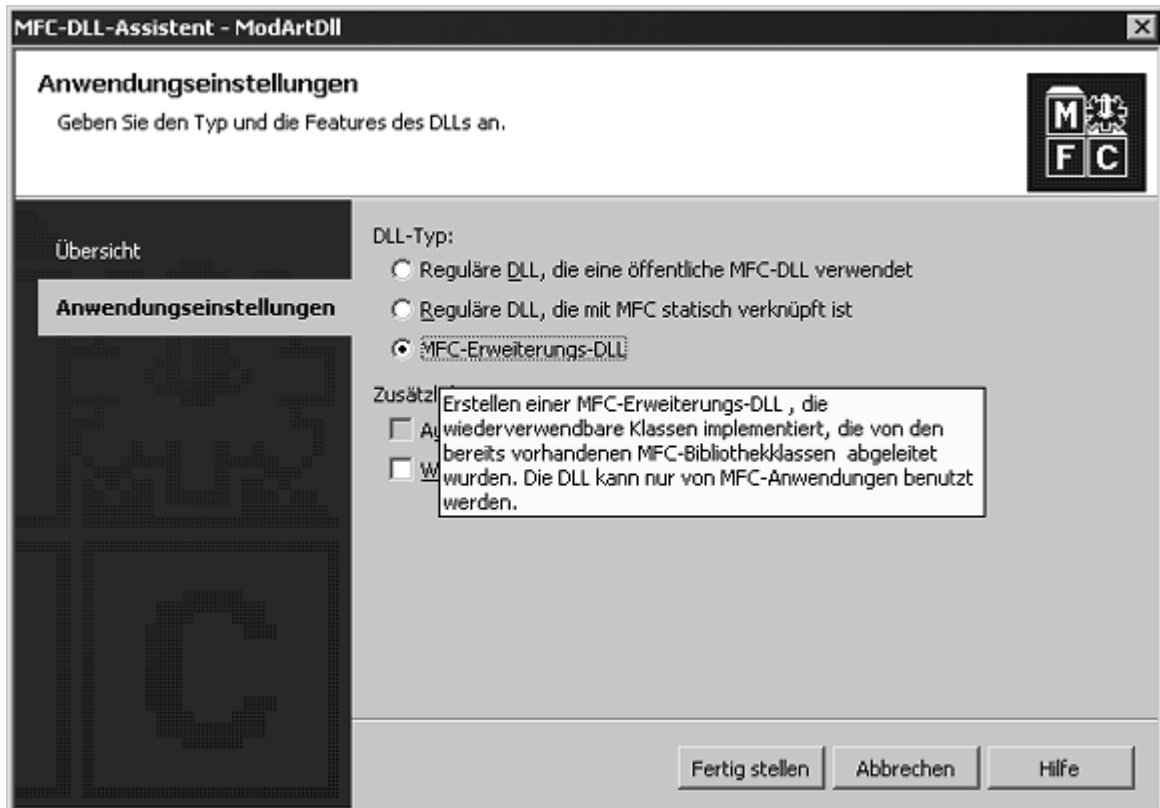 MFC-DLL-Assistent - ModArtDll
Anwendungseinstellungen
Geben Sie den Typ und die Features des DLLs an.
M
F C
Übersicht
Anwendungseinstellungen
DLL-Typ:
Reguläre DLL, die eine öffentliche MFC-DLL verwendet
Reguläre DLL, die mit MFC statisch verknüpft ist
MFC-Erweiterungs-DLL
Erstellen einer MFC-Erweiterungs-DLL , die
wiederverwendbare Klassen implementiert, die von den
bereits vorhandenen MFC-Bibliothekklassen abgeleitet
wurden. Die DLL kann nur von MFC-Anwendungen benutzt
werden.
Fertig stellen
Abbrechen
Hilfe